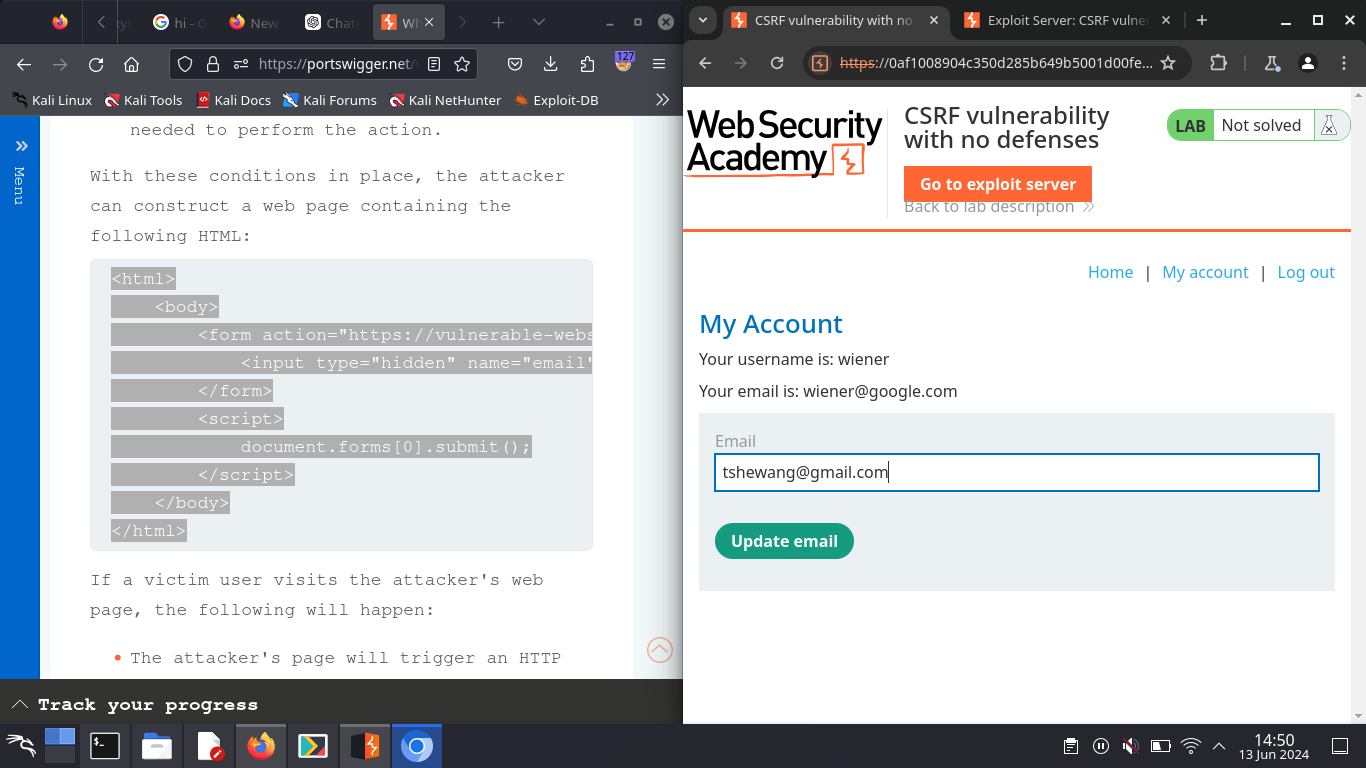 hi - G
New
Chat
Wh
CSRF vulnerability with no
Exploit Server: CSRF vulne
https://portswigger.net/
127
https://0af1008904c350d285b649b5001d00fe...
Kali Linux
Kali Tools
Kali Docs
Kali Forums
Kali NetHunter
Exploit-DB
Menu
needed to perform the action.
With these conditions in place, the attacker
can construct a web page containing the
following HTML:
<html>
<body>
<form action="https://vulnerable-webs
<input type="hidden" name="email"
</form>
<script>
document.forms[0].submit();
</script>
</body>
</html>
If a victim user visits the attacker's web
page, the following will happen:
• The attacker's page will trigger an HTTP
Track your progress
Web Security
Academy
CSRF vulnerability
with no defenses
LAB Not solved
Go to exploit server
Back to lab description
Home | My account | Log out
My Account
Your username is: wiener
Your email is: wiener@google.com
Email
tshewang@gmail.com
Update email
14:50
13 Jun 2024